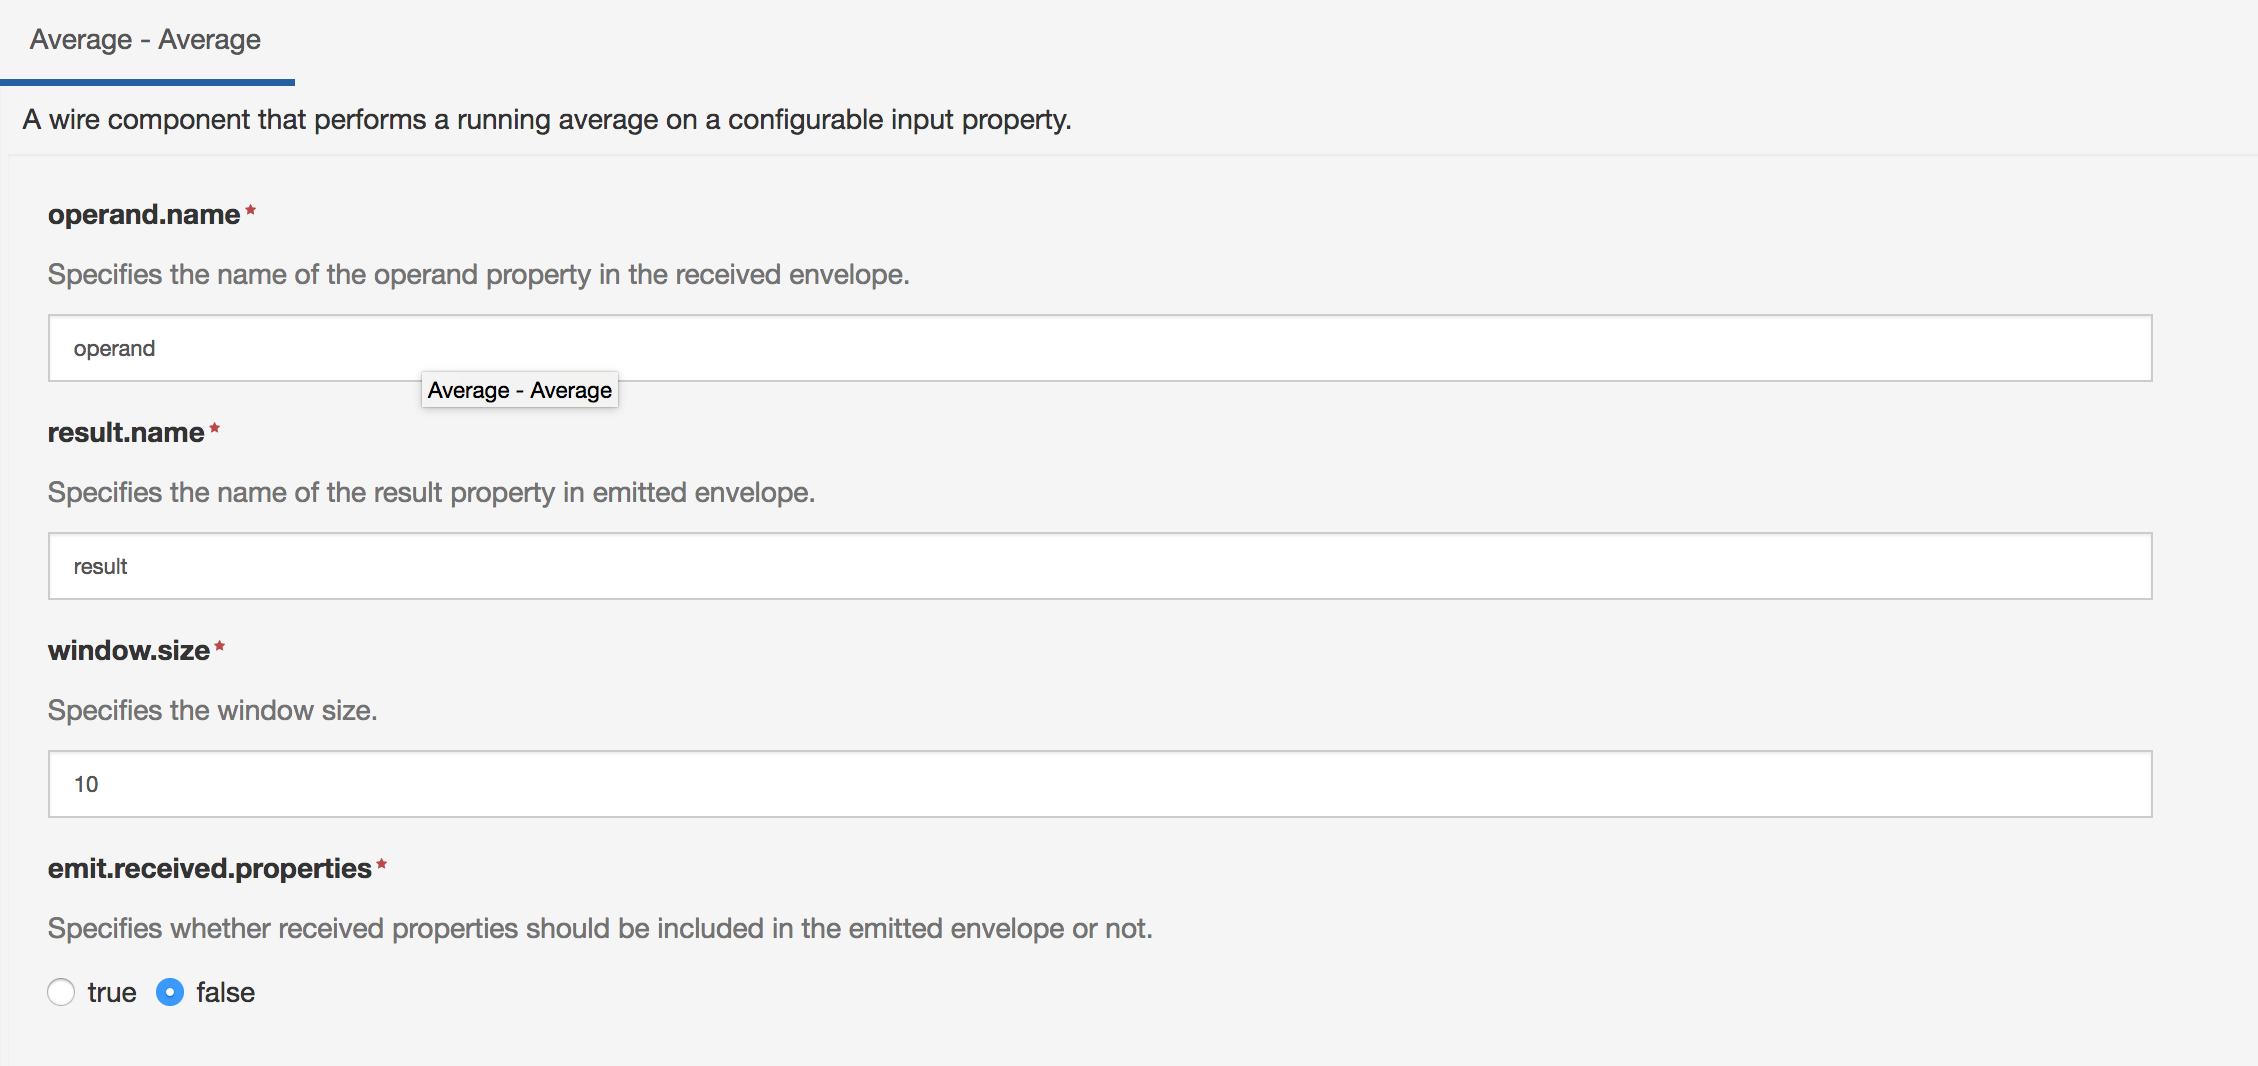 Average - Average
A wire component that performs a running average on a configurable input property.
operand.name*
Specifies the name of the operand property in the received envelope.
operand
Average - Average
result.name*
Specifies the name of the result property in emitted envelope.
result
window.size*
Specifies the window size.
10
emit.received.properties*
Specifies whether received properties should be included in the emitted envelope or not.
true false